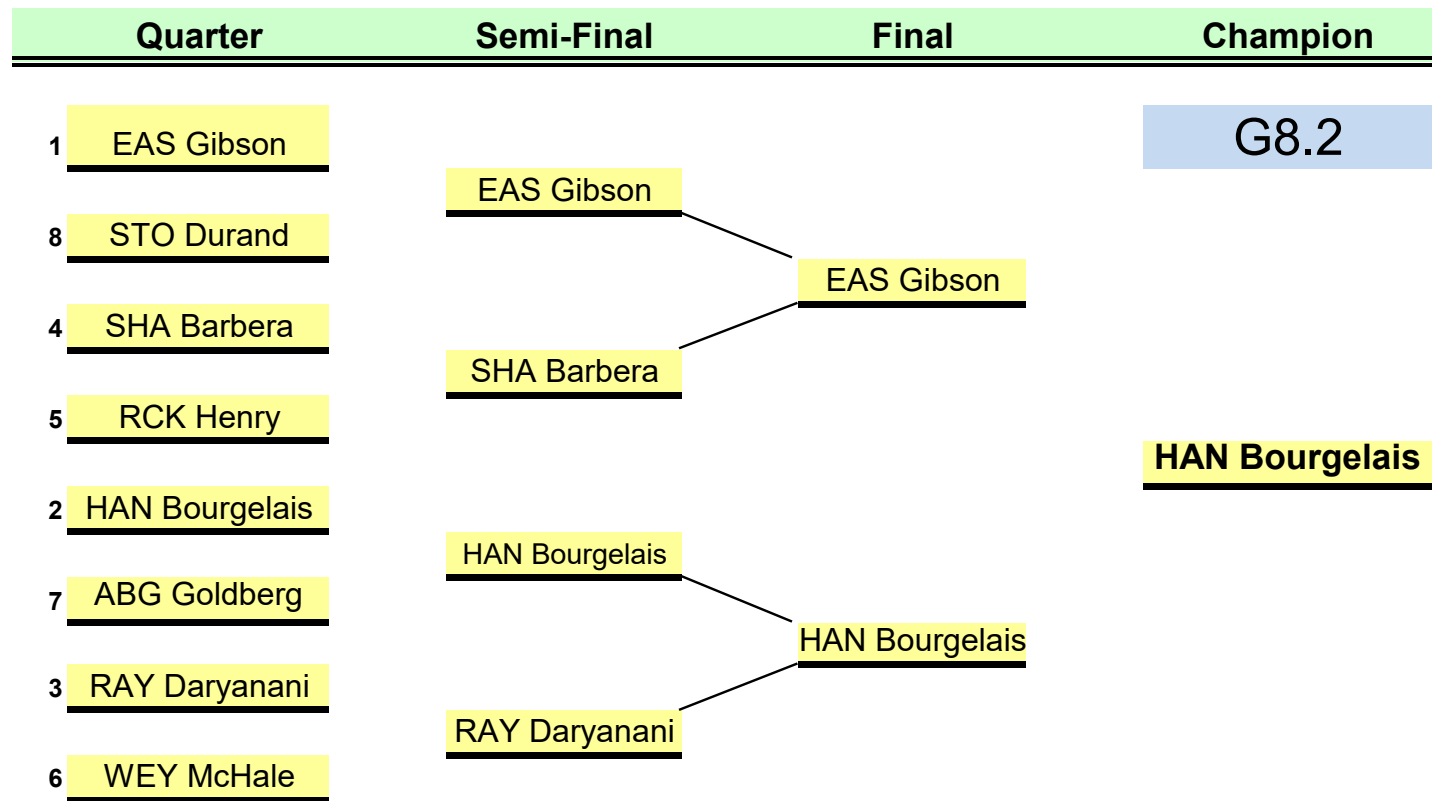 Quarter Semi-Final Final Champion
1 EAS Gibson
G8.2
EAS Gibson
8 STO Durand
EAS Gibson
4 SHA Barbera
SHA Barbera
5 RCK Henry
HAN Bourgelais
2 HAN Bourgelais
HAN Bourgelais
7 ABG Goldberg
HAN Bourgelais
3 RAY Daryanani
RAY Daryanani
6 WEY McHale